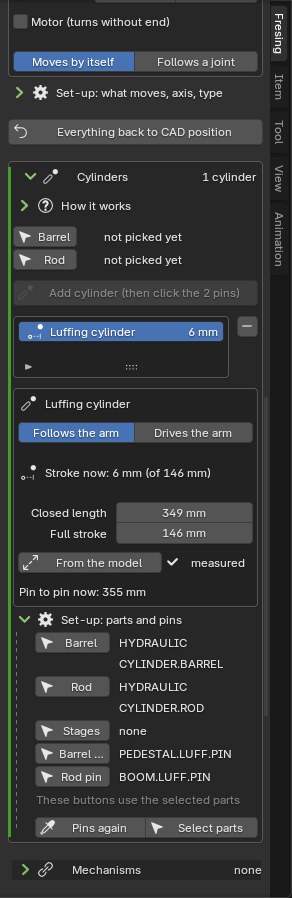 Motor (turns without end)
Moves by itself
Follows a joint
Set-up: what moves, axis, type
Everything back to CAD position
Cylinders
1 cylinder
How it works
Barrel
not picked yet
Rod
not picked yet
Add cylinder (then click the 2 pins)
Luffing cylinder
6 mm
Luffing cylinder
Follows the arm
Drives the arm
Stroke now: 6 mm (of 146 mm)
Closed length
349 mm
Full stroke
146 mm
From the model
measured
Pin to pin now: 355 mm
Set-up: parts and pins
Barrel
HYDRAULIC
CYLINDER.BARREL
Rod
HYDRAULIC
CYLINDER.ROD
Stages
none
Barrel ...
PEDESTAL.LUFF.PIN
Rod pin
BOOM.LUFF.PIN
These buttons use the selected parts
Pins again
Select parts
Mechanisms
none
Fresing
Item
Tool
View
Animation